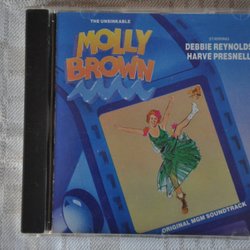 THE UNSINKABLE
MOLLY
BROWN
STARRING
DEBBIE REYNOLDS
HARVE PRESNELL
ORIGINAL MGM SOUNDTRACK